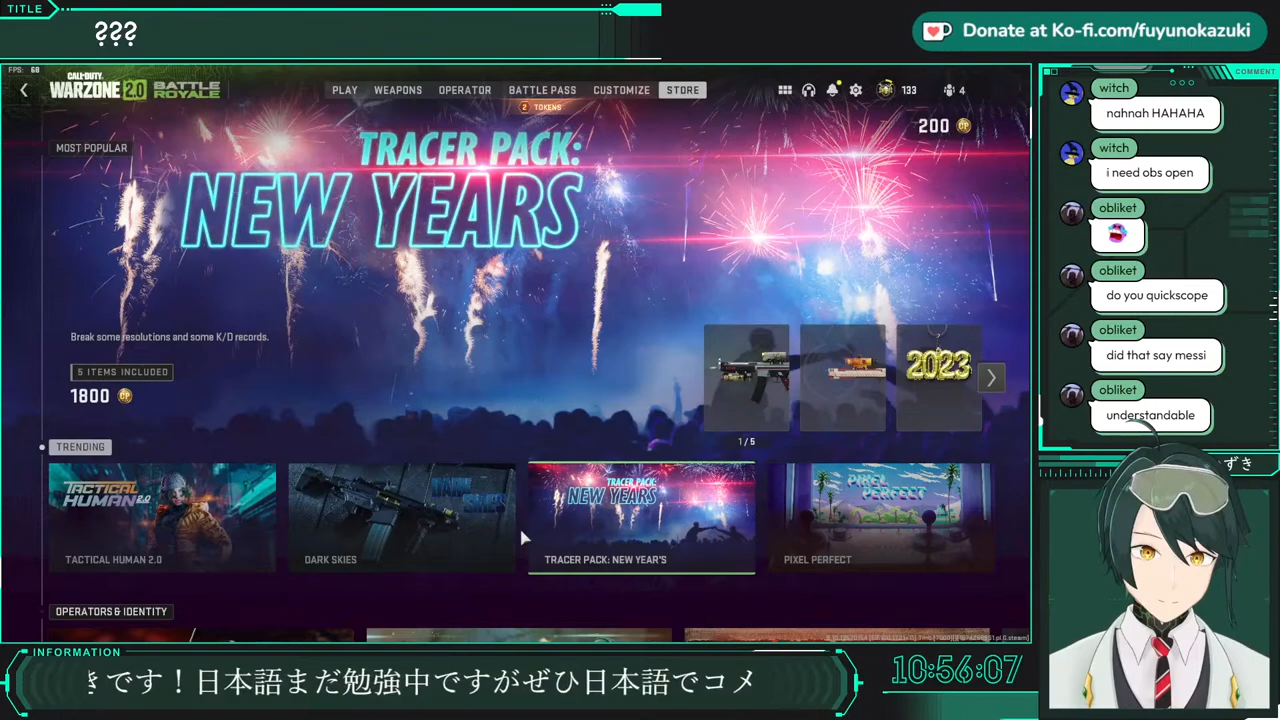 TITLE
???
Donate at Ko-fi.com/fuyunokazuki
FPS: 68
CALL·DUTY
WARZONE 2.0 BATTLE ROYALE
PLAY WEAPONS OPERATOR BATTLE PASS CUSTOMIZE STORE
133
4
2 TOKENS
200 CP
MOST POPULAR
TRACER PACK:
NEW YEARS
Break some resolutions and some K/D records.
5 ITEMS INCLUDED
1800 CP
2023
1 / 5
TRENDING
TACTICAL HUMAN 2.0
TACTICAL HUMAN 2.0
DARK SKIES
DARK SKIES
TRACER PACK:
NEW YEARS
TRACER PACK: NEW YEAR'S
PIXEL PERFECT
PIXEL PERFECT
OPERATORS & IDENTITY
COMMENT
witch
nahnah HAHAHA
witch
i need obs open
obliket
obliket
do you quickscope
obliket
did that say messi
obliket
understandable
ずき
INFORMATION
きです！日本語まだ勉強中ですがぜひ日本語でコメ
10:56:07